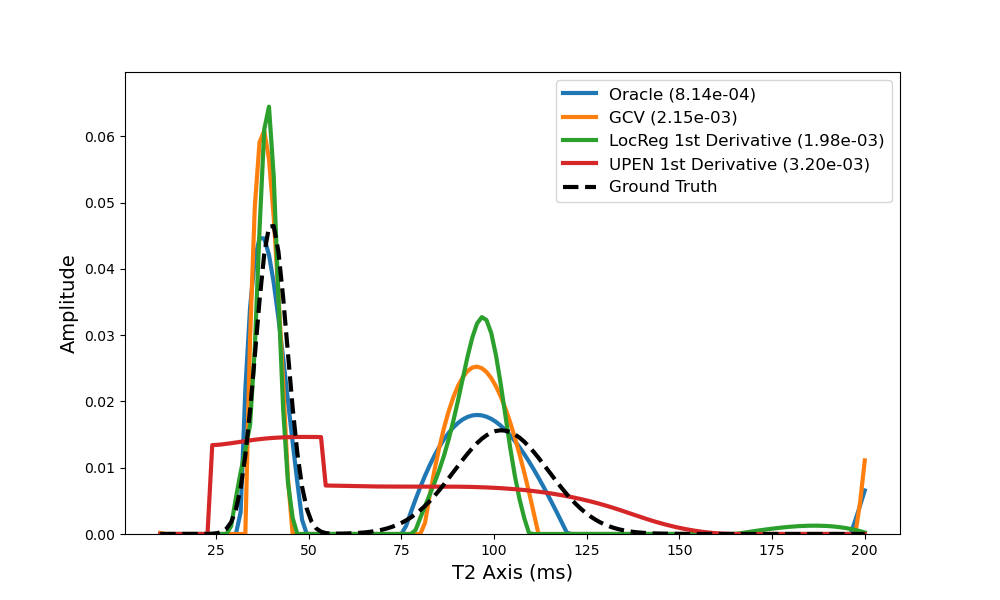 Oracle (8.14e-04)
GCV (2.15e-03)
LocReg 1st Derivative (1.98e-03)
UPEN 1st Derivative (3.20e-03)
Ground Truth
Amplitude
0.06
0.05
0.04
0.03
0.02
0.01
0.00
25 50 75 100 125 150 175 200
T2 Axis (ms)